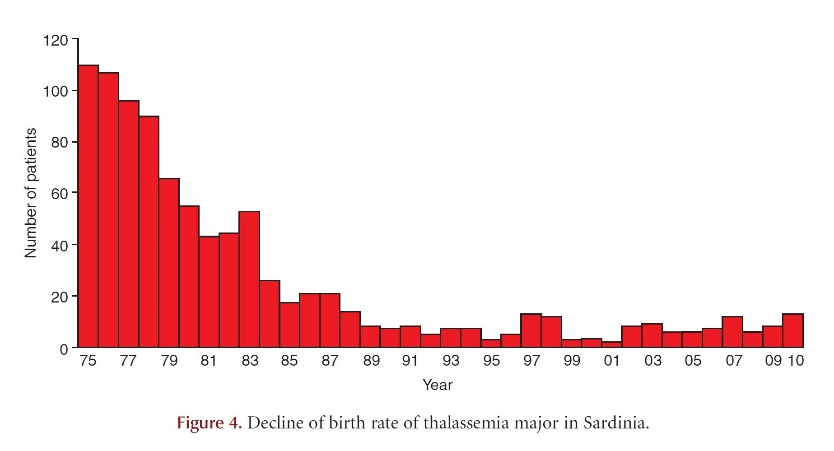 120
100
80
60
40
20
0
Number of patients
75 77 79 81 83 85 87 89 91 93 95 97 99 01 03 05 07 09 10
Year
Figure 4. Decline of birth rate of thalassemia major in Sardinia.